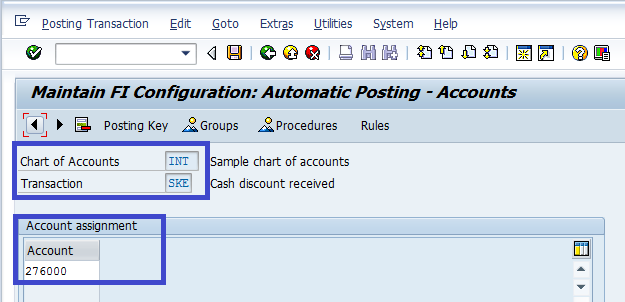 Posting Transaction Edit Goto Extras Utilities System Help
Maintain FI Configuration: Automatic Posting - Accounts
Posting Key Groups Procedures Rules
Chart of Accounts INT Sample chart of accounts
Transaction SKE Cash discount received
Account assignment
Account
276000